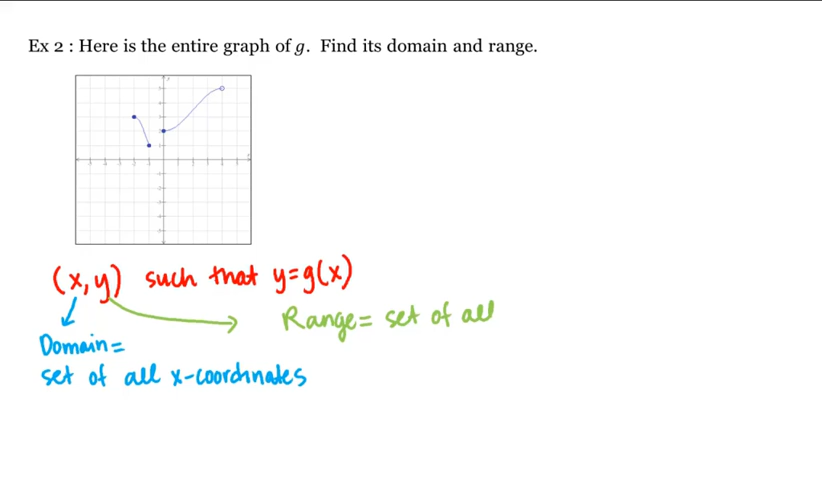 Ex 2 : Here is the entire graph of g. Find its domain and range.
(x,y) such that y=g(x)
Range= set of all
Domain=
set of all x-coordinates